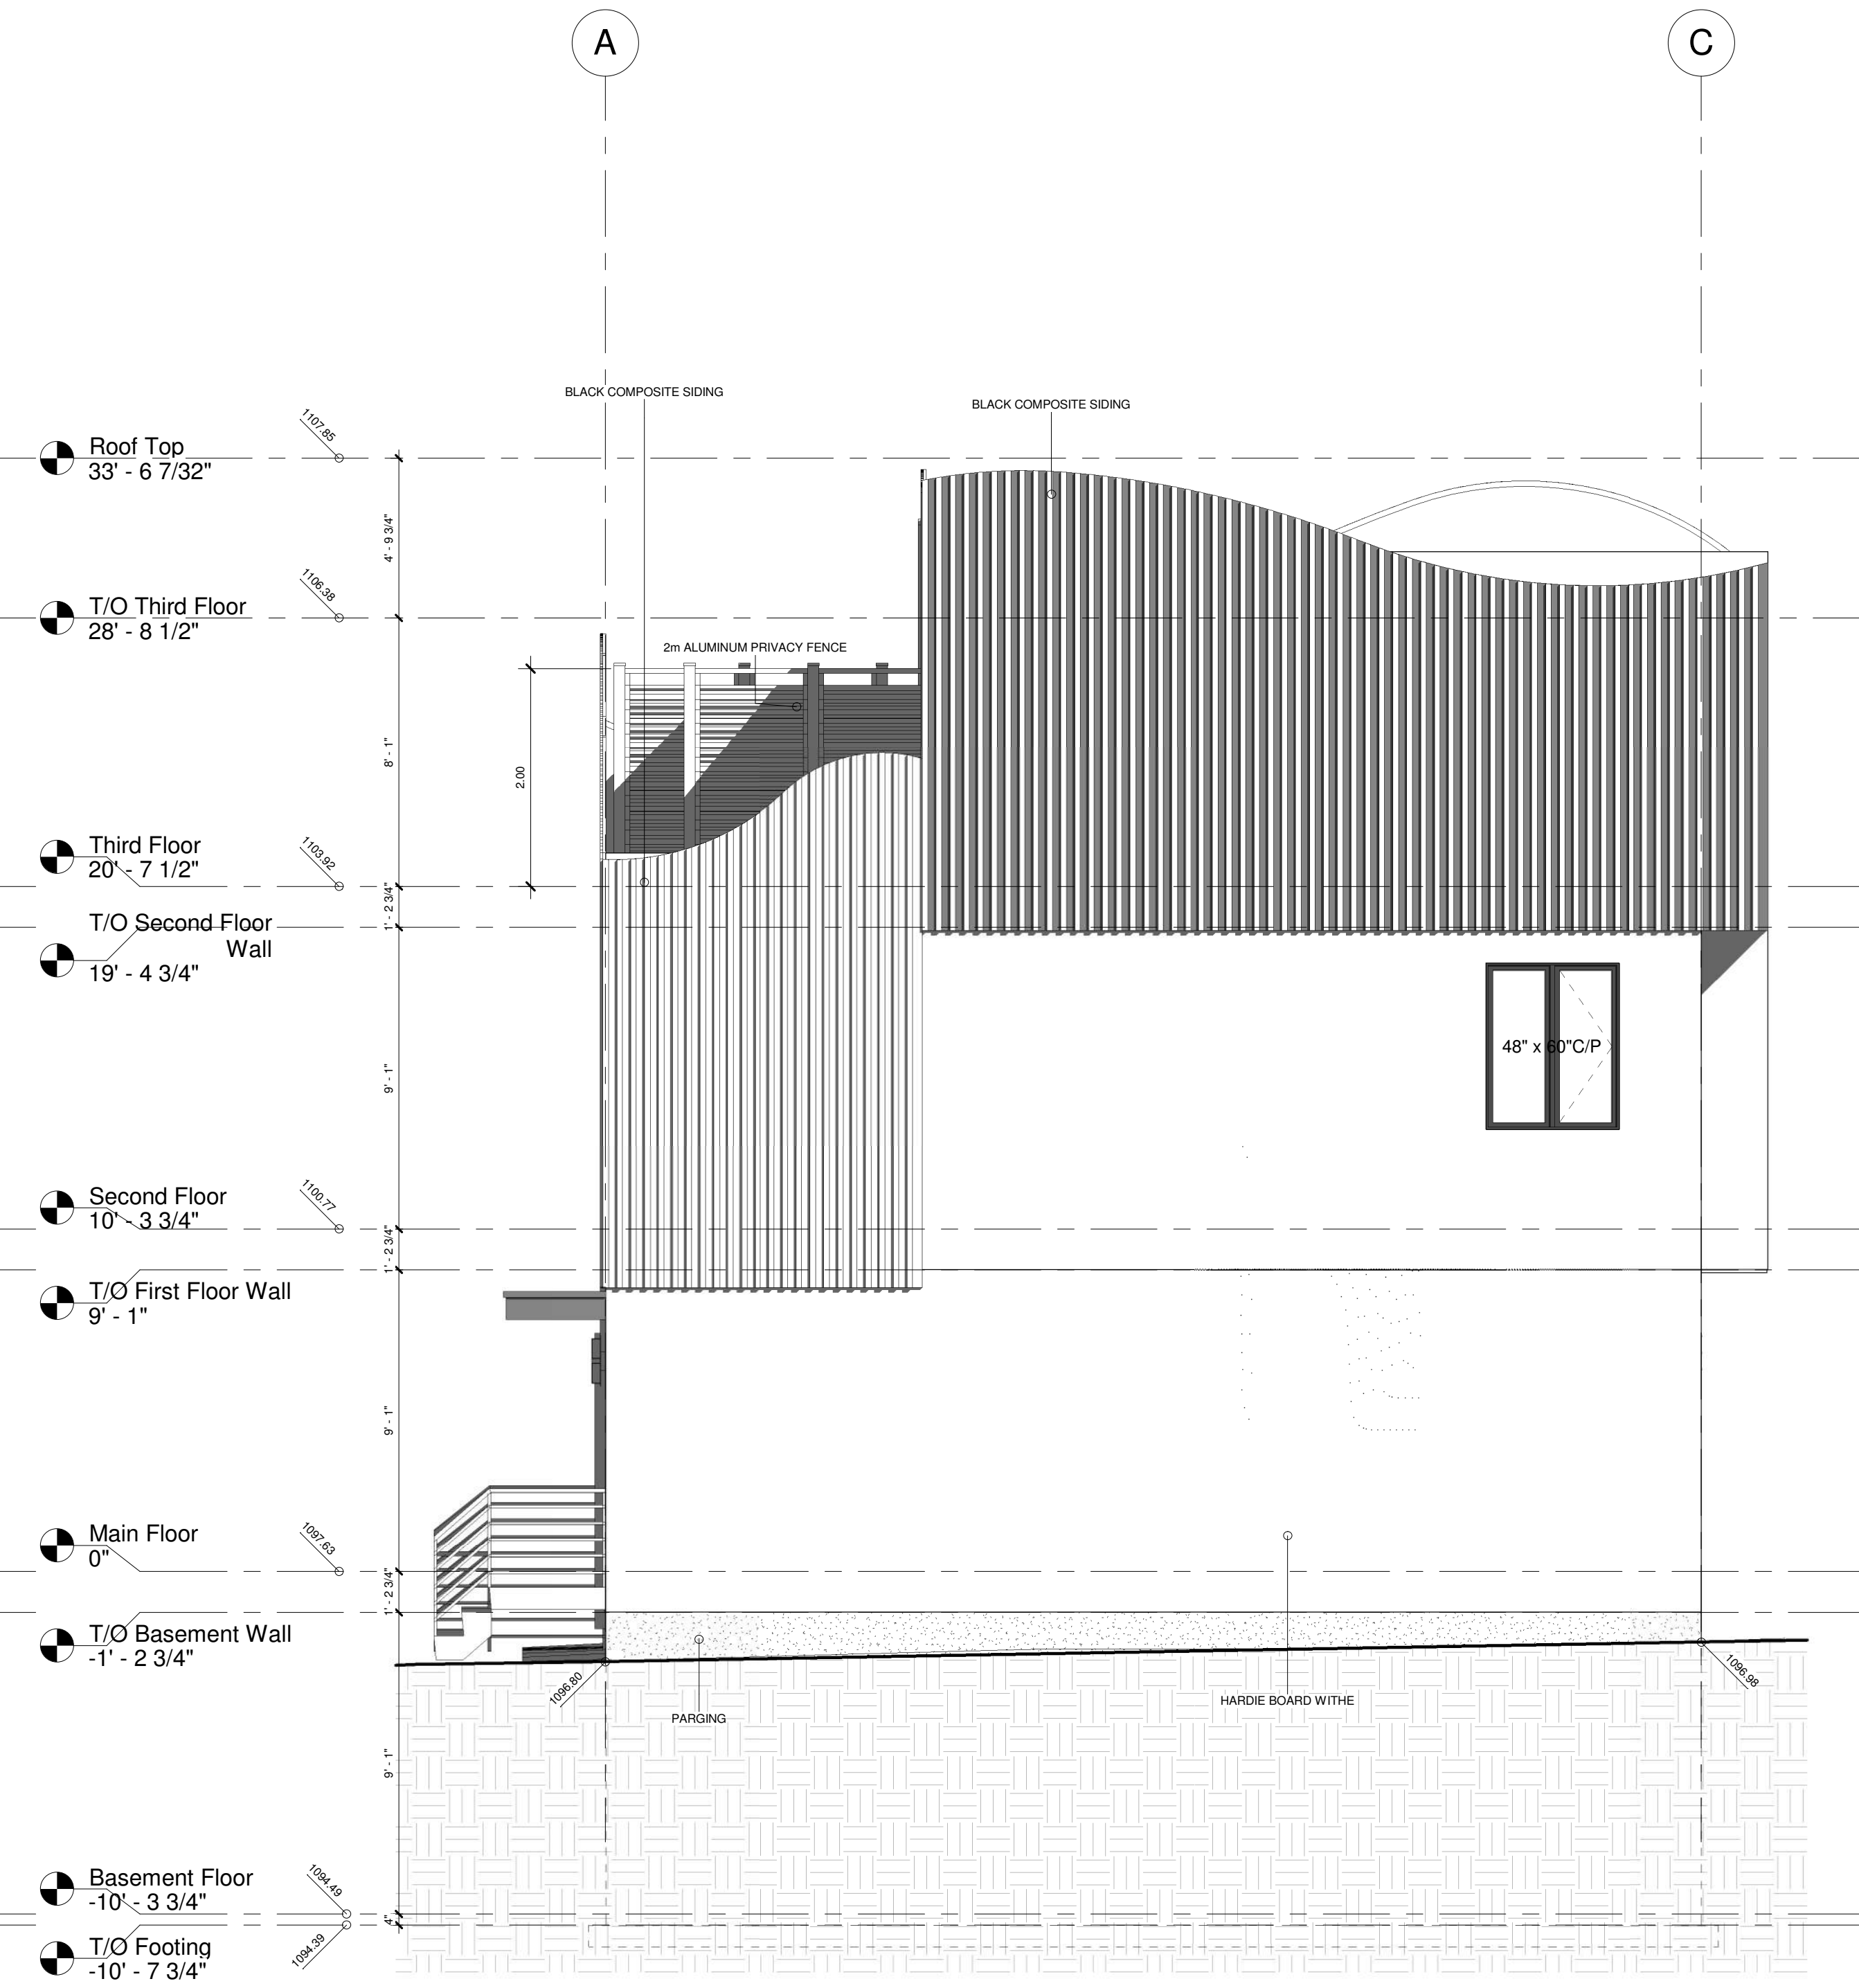 A
C
BLACK COMPOSITE SIDING
BLACK COMPOSITE SIDING
Roof Top
33' - 6 7/32"
1107.85
4' - 9 3/4"
T/O Third Floor
28' - 8 1/2"
1106.38
2m ALUMINUM PRIVACY FENCE
8' - 1"
2.00
Third Floor
20' - 7 1/2"
1103.92
1' - 2 3/4"
T/O Second Floor
Wall
19' - 4 3/4"
48" x 60"C/P
9' - 1"
Second Floor
10' - 3 3/4"
1100.77
1' - 2 3/4"
T/O First Floor Wall
9' - 1"
9' - 1"
Main Floor
0"
1097.63
1' - 2 3/4"
T/O Basement Wall
-1' - 2 3/4"
1096.80
1096.98
PARGING
HARDIE BOARD WITHE
9' - 1"
Basement Floor
-10' - 3 3/4"
1094.49
4"
T/O Footing
-10' - 7 3/4"
1094.39